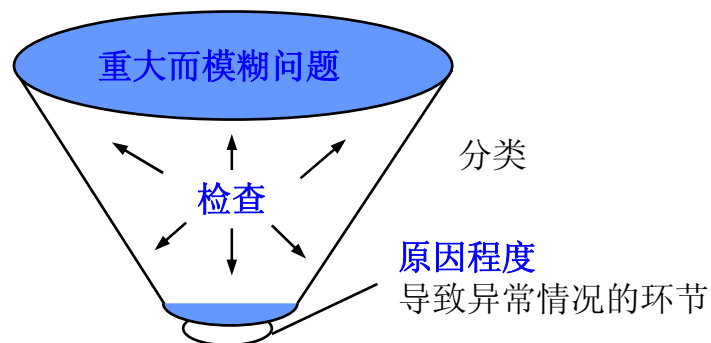 重大而模糊问题
分类
检查
原因程度
导致异常情况的环节